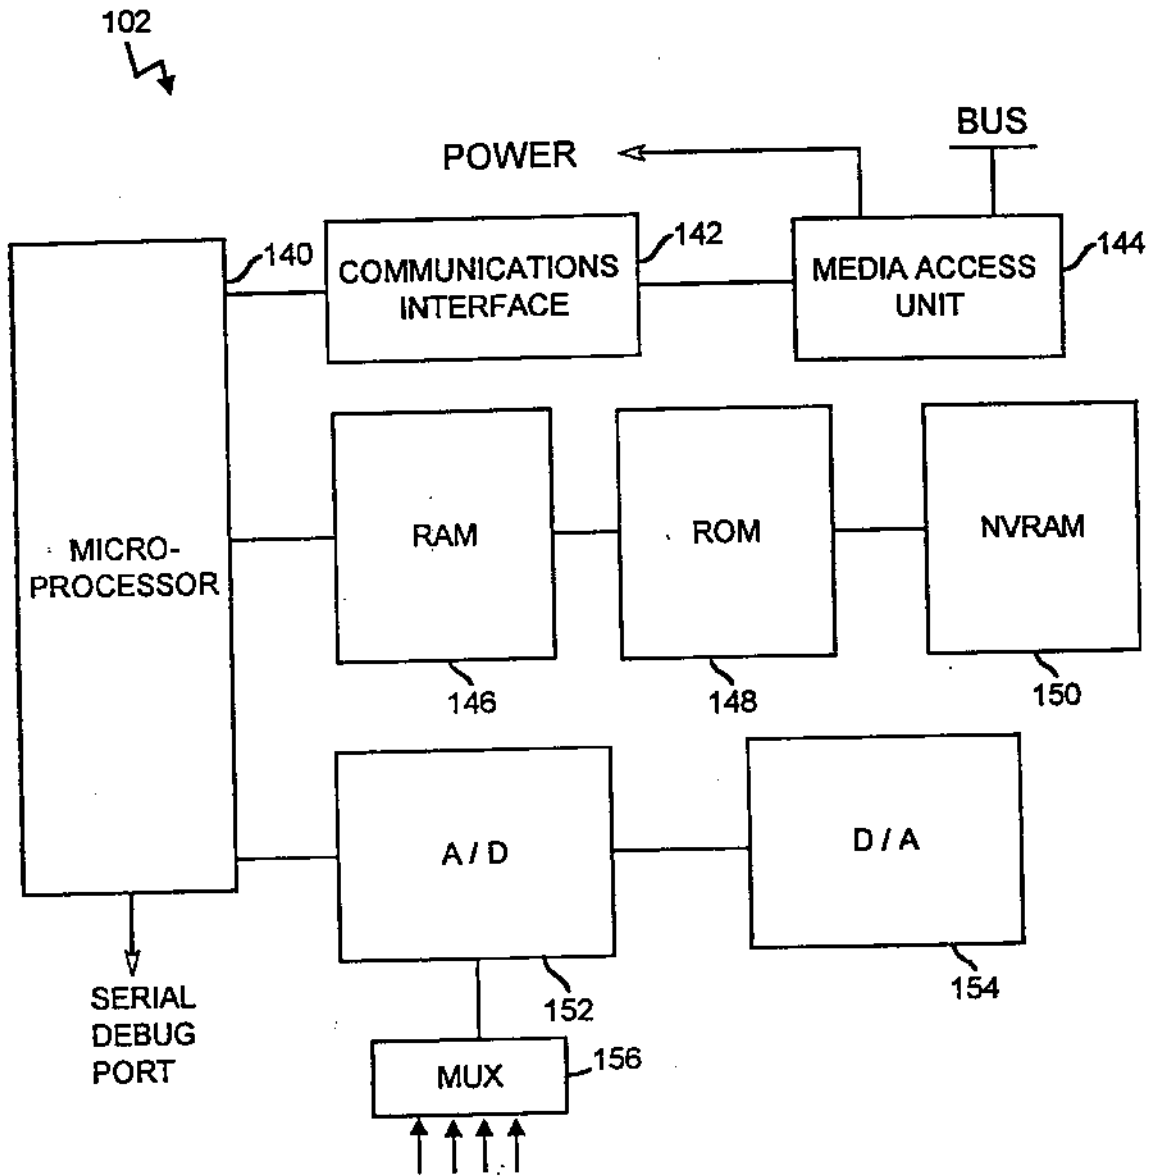 102
POWER
BUS
140
COMMUNICATIONS
INTERFACE
142
MEDIA ACCESS
UNIT
144
MICRO-
PROCESSOR
RAM
ROM
NVRAM
146
148
150
A / D
D / A
152
154
SERIAL
DEBUG
PORT
MUX
156